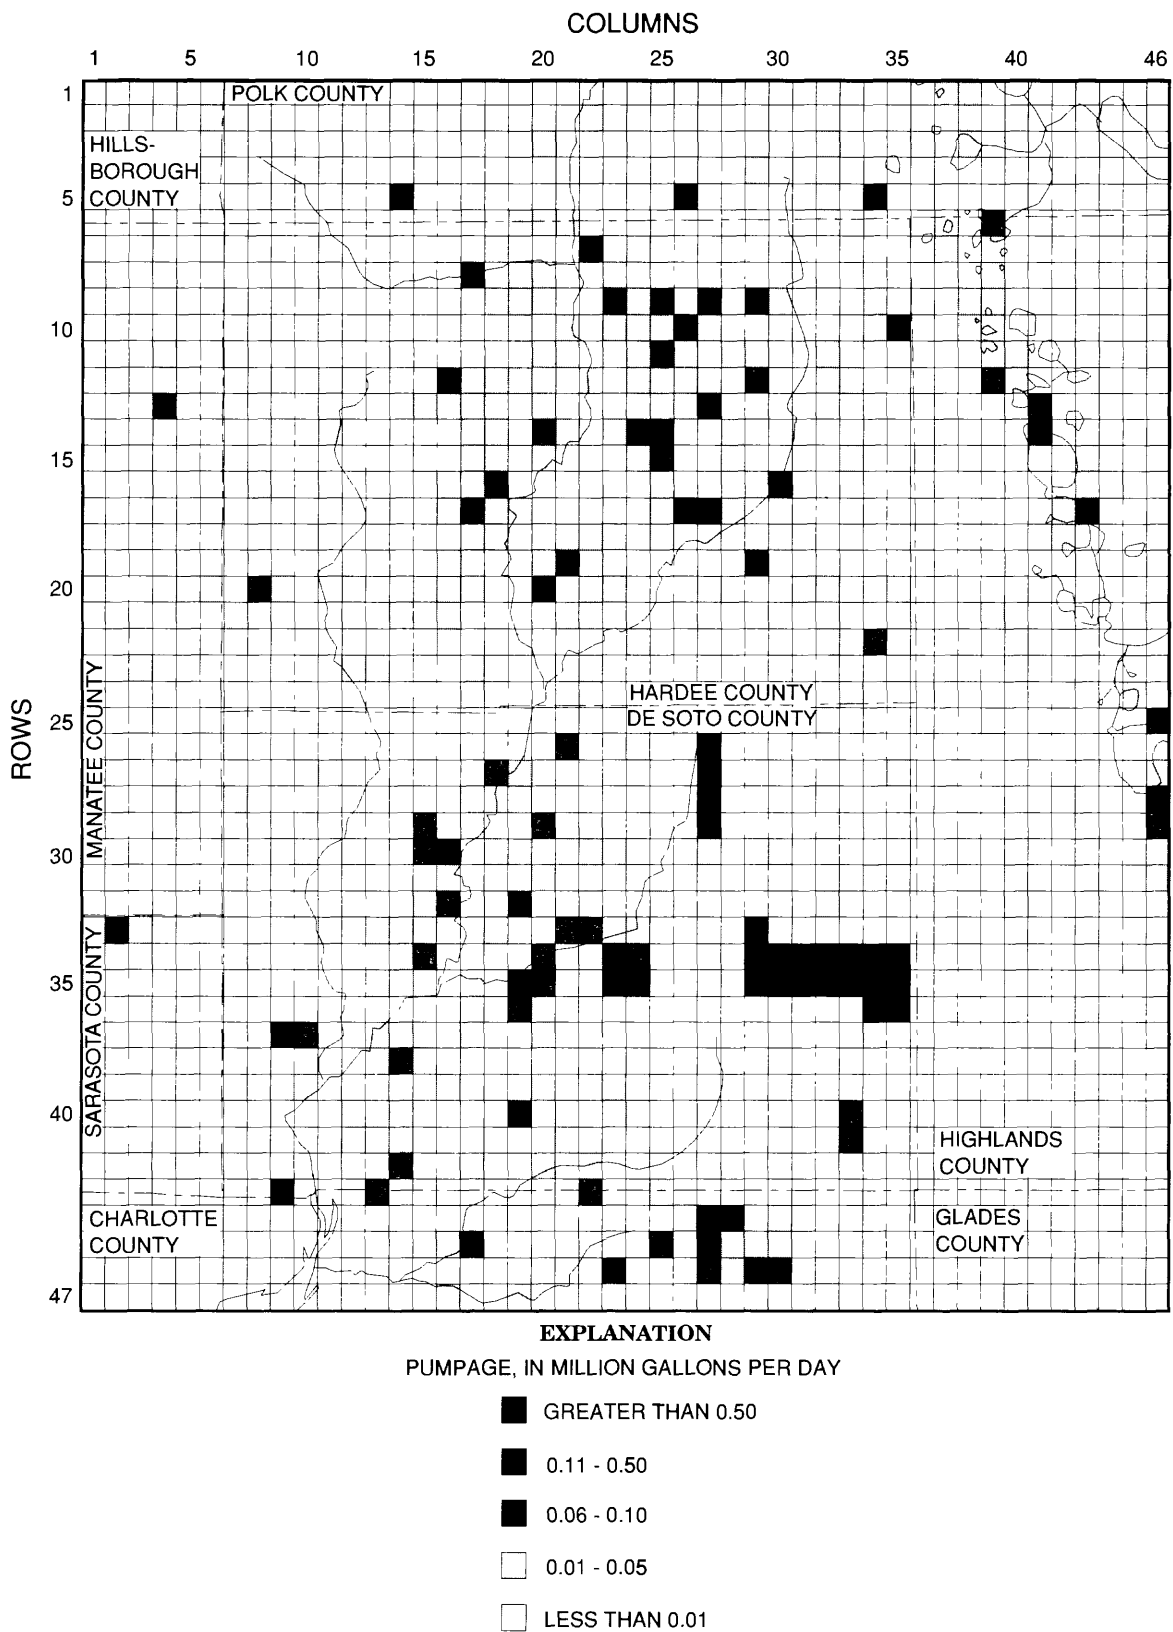 COLUMNS
1 5 10 15 20 25 30 35 40 46
1
POLK COUNTY
HILLS-
BOROUGH
COUNTY
5
10
15
20
ROWS
MANATEE COUNTY
HARDEE COUNTY
25
DE SOTO COUNTY
30
SARASOTA COUNTY
35
40
HIGHLANDS
COUNTY
CHARLOTTE
COUNTY
GLADES
COUNTY
47
EXPLANATION
PUMPAGE, IN MILLION GALLONS PER DAY
GREATER THAN 0.50
0.11 - 0.50
0.06 - 0.10
0.01 - 0.05
LESS THAN 0.01